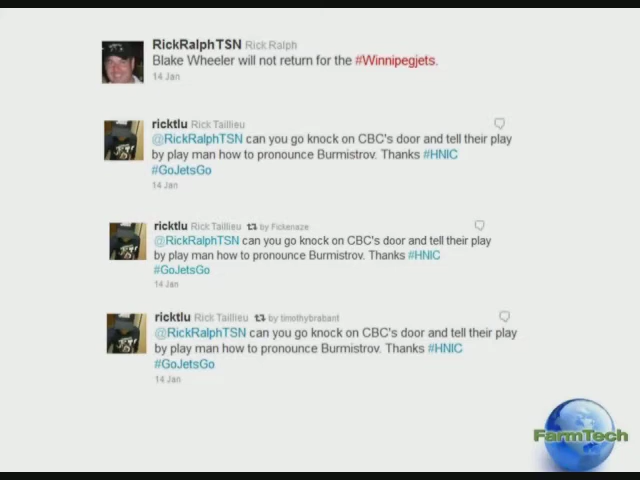 RickRalphTSN Rick Ralph
Blake Wheeler will not return for the #Winnipegjets.
14 Jan
ricktlu Rick Taillieu
@RickRalphTSN can you go knock on CBC's door and tell their play
by play man how to pronounce Burmistrov. Thanks #HNIC
#GoJetsGo
14 Jan
ricktlu Rick Taillieu by Fickenaze
@RickRalphTSN can you go knock on CBC's door and tell their play
by play man how to pronounce Burmistrov. Thanks #HNIC
#GoJetsGo
14 Jan
ricktlu Rick Taillieu by timothybrabant
@RickRalphTSN can you go knock on CBC's door and tell their play
by play man how to pronounce Burmistrov. Thanks #HNIC
#GoJetsGo
14 Jan
FarmTech